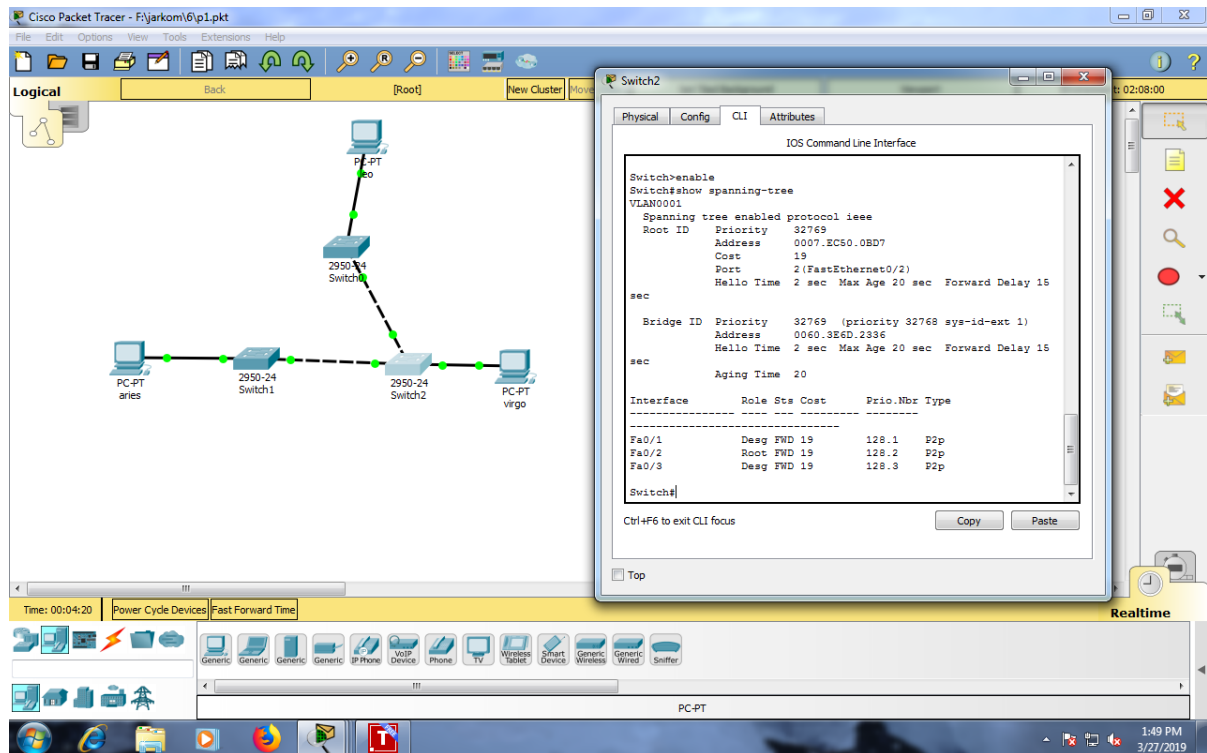 Cisco Packet Tracer - F:\jarkom\6\p1.pkt
File Edit Options View Tools Extensions Help
Logical
Back
[Root]
New Cluster
Move
t: 02:08:00
PC-PT
leo
2950-24
Switch0
PC-PT
aries
2950-24
Switch1
2950-24
Switch2
PC-PT
virgo
Switch2
Physical Config CLI Attributes
IOS Command Line Interface
Switch>enable
Switch#show spanning-tree
VLAN0001
Spanning tree enabled protocol ieee
Root ID Priority 32769
Address 0007.EC50.0BD7
Cost 19
Port 2(FastEthernet0/2)
Hello Time 2 sec Max Age 20 sec Forward Delay 15
sec
Bridge ID Priority 32769 (priority 32768 sys-id-ext 1)
Address 0060.3E6D.2336
Hello Time 2 sec Max Age 20 sec Forward Delay 15
sec
Aging Time 20
Interface Role Sts Cost Prio.Nbr Type
---------------- ---- --- --------- --------
--------------------------------
Fa0/1 Desg FWD 19 128.1 P2p
Fa0/2 Root FWD 19 128.2 P2p
Fa0/3 Desg FWD 19 128.3 P2p
Switch#
Ctrl+F6 to exit CLI focus
Copy
Paste
Top
Time: 00:04:20
Power Cycle Devices
Fast Forward Time
Realtime
Generic
Generic
Generic
Generic
IP Phone
VoIP Device
Phone
TV
Wireless Tablet
Smart Device
Generic Wireless
Generic Wired
Sniffer
PC-PT
1:49 PM
3/27/2019